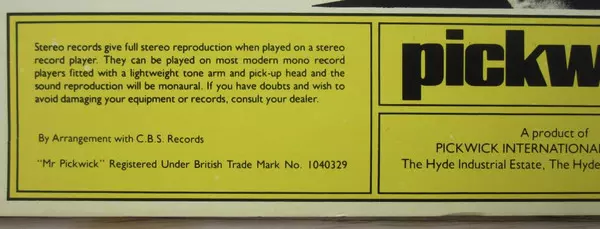 Stereo records give full stereo reproduction when played on a stereo
record player. They can be played on most modern mono record
players fitted with a lightweight tone arm and pick-up head and the
sound reproduction will be monaural. If you have doubts and wish to
avoid damaging your equipment or records, consult your dealer.
By Arrangement with C.B.S. Records
"Mr Pickwick" Registered Under British Trade Mark No. 1040329
pickw
A product of
PICKWICK INTERNATIONAL
The Hyde Industrial Estate, The Hyde